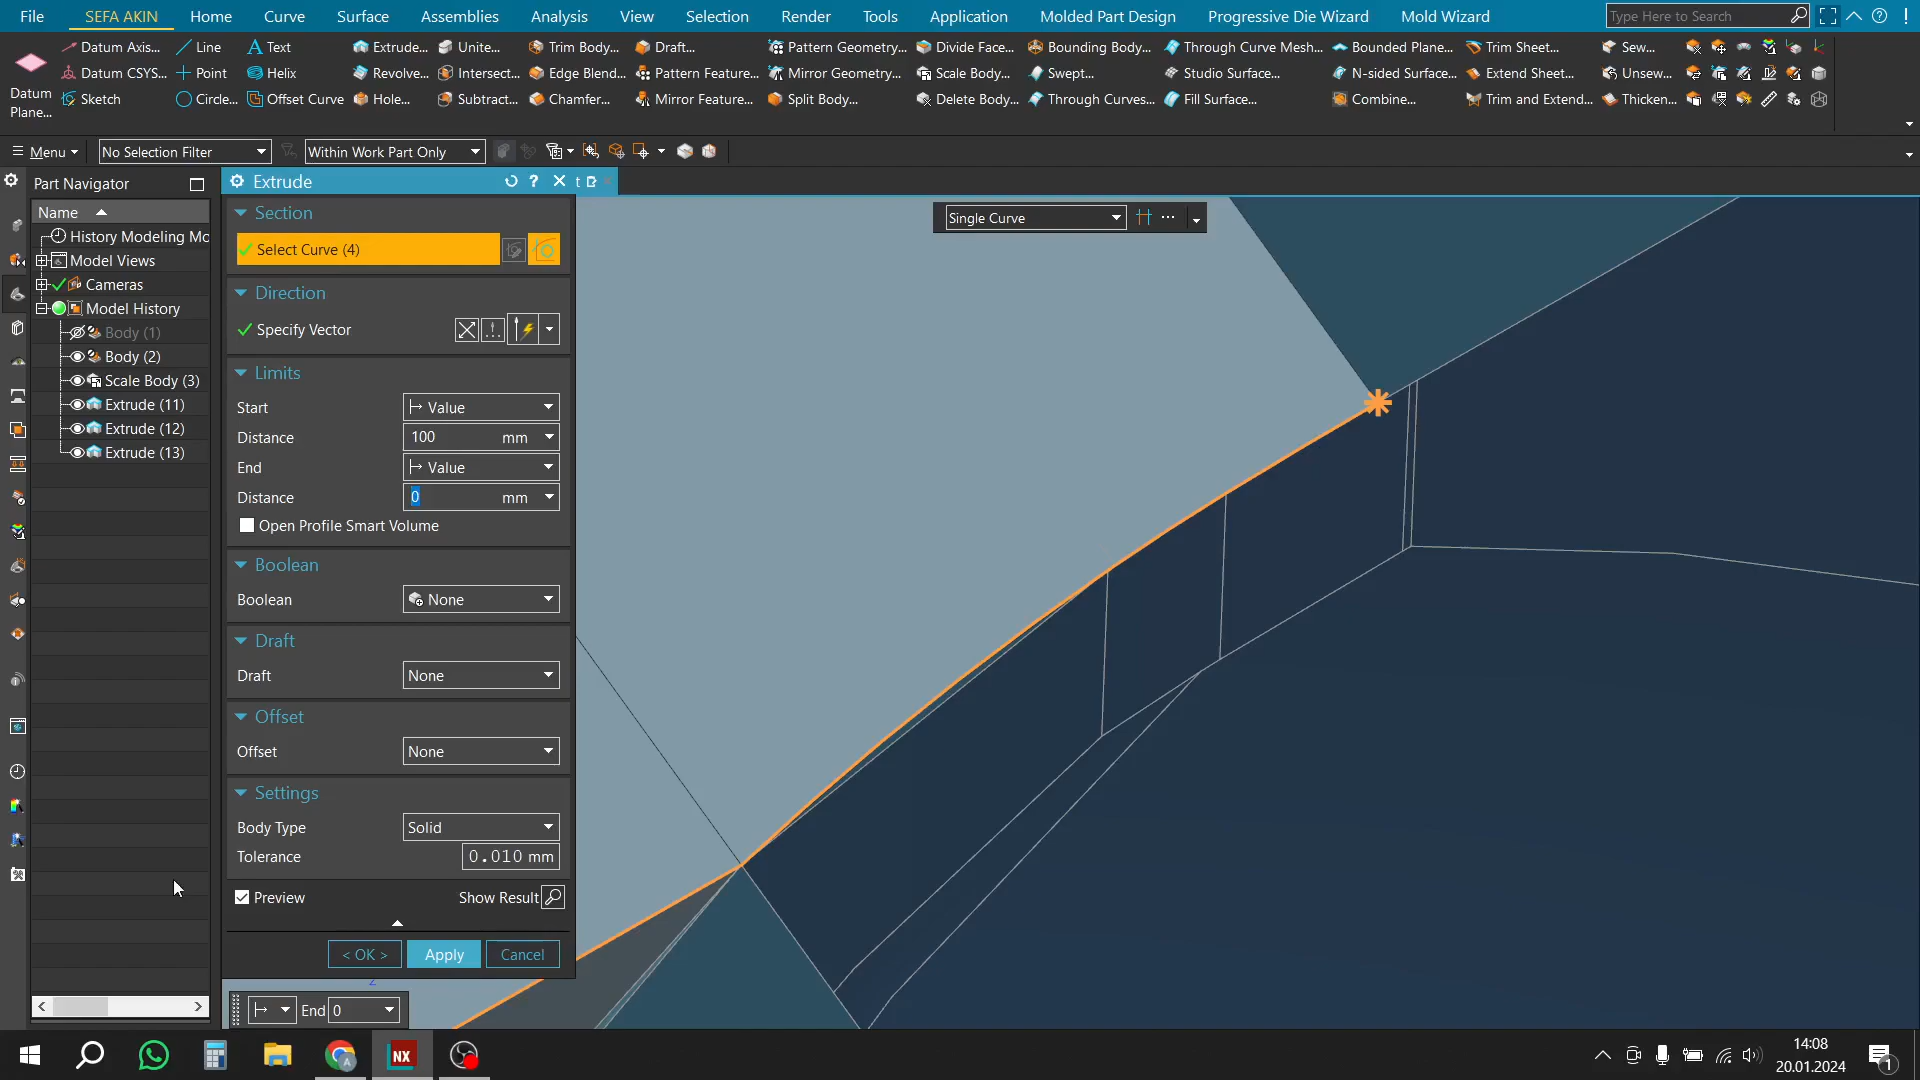 File SEFA AKIN Home Curve Surface Assemblies Analysis View Selection Render Tools Application Molded Part Design Progressive Die Wizard Mold Wizard Type Here to Search
Datum Axis... Line Text Extrude... Unite... Trim Body... Draft... Pattern Geometry... Divide Face... Bounding Body... Through Curve Mesh... Bounded Plane... Trim Sheet... Sew...
Datum CSYS... Point Helix Revolve... Intersect... Edge Blend... Pattern Feature... Mirror Geometry... Scale Body... Swept... Studio Surface... N-sided Surface... Extend Sheet... Unsew...
Datum Plane... Sketch Circle... Offset Curve Hole... Subtract... Chamfer... Mirror Feature... Split Body... Delete Body... Through Curves... Fill Surface... Combine... Trim and Extend... Thicken...
Menu No Selection Filter Within Work Part Only
Part Navigator
Name
History Modeling Mo
Model Views
Cameras
Model History
Body (1)
Body (2)
Scale Body (3)
Extrude (11)
Extrude (12)
Extrude (13)
Extrude
t
Section
Select Curve (4)
Direction
Specify Vector
Limits
Start Value
Distance 100 mm
End Value
Distance 0 mm
Open Profile Smart Volume
Boolean
Boolean None
Draft
Draft None
Offset
Offset None
Settings
Body Type Solid
Tolerance 0.010 mm
Preview Show Result
< OK > Apply Cancel
Z
End 0
Single Curve
NX
14:08
20.01.2024
1